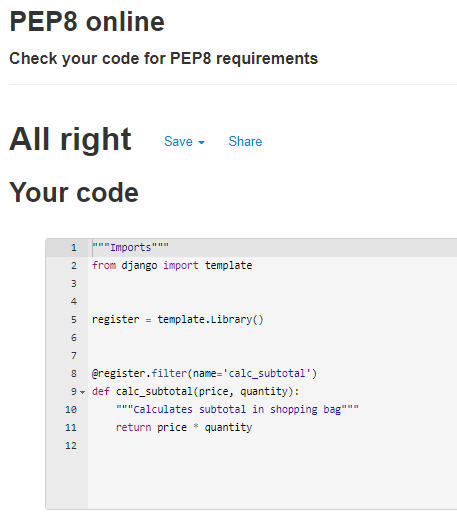 PEP8 online
Check your code for PEP8 requirements
All right Save Share
Your code
1 """Imports"""
2 from django import template
3
4
5 register = template.Library()
6
7
8 @register.filter(name='calc_subtotal')
9 def calc_subtotal(price, quantity):
10     """Calculates subtotal in shopping bag"""
11     return price * quantity
12